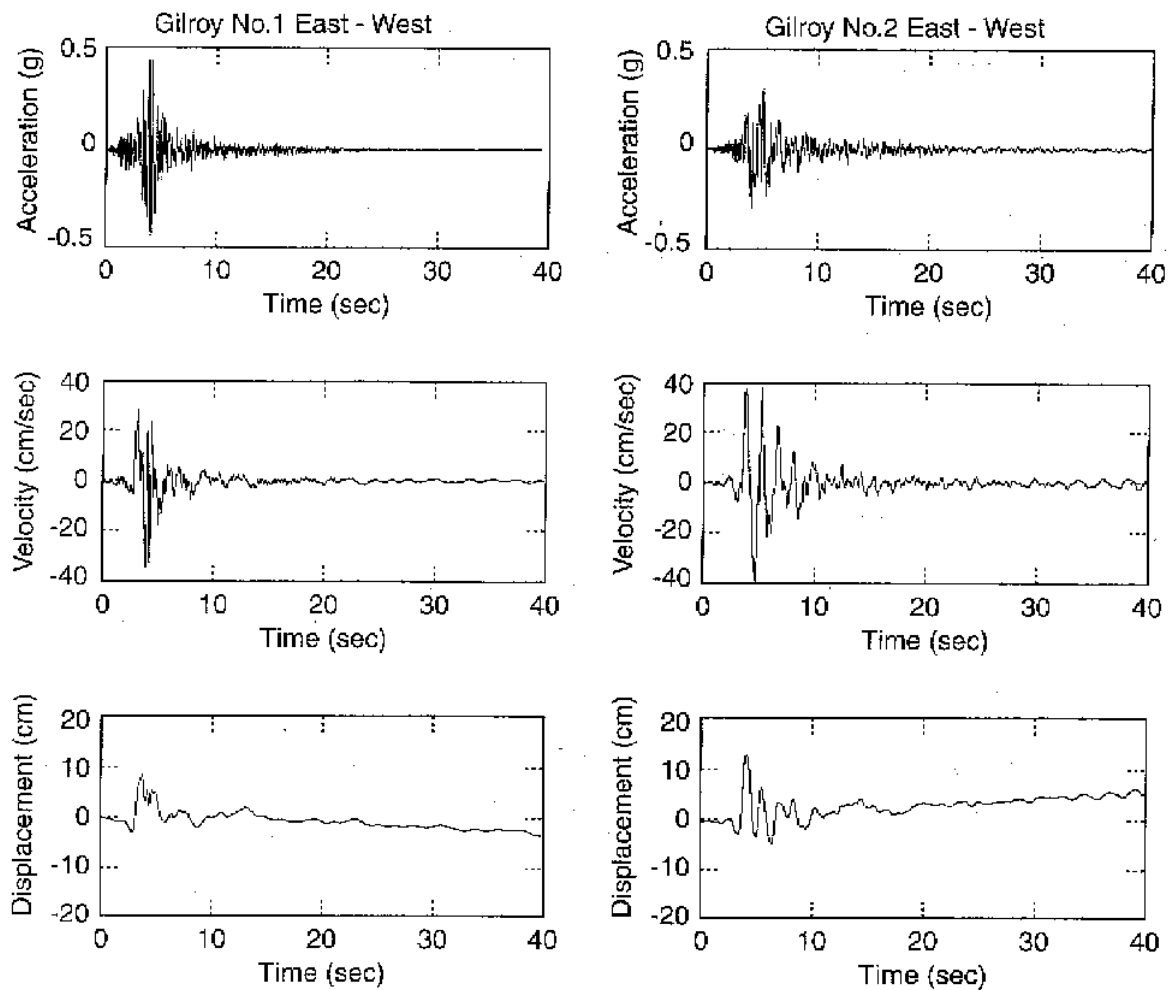 Gilroy No.1 East - West
Acceleration (g)
0.5
0
-0.5
0 10 20 30 40
Time (sec)
Gilroy No.2 East - West
Acceleration (g)
0.5
0
-0.5
0 10 20 30 40
Time (sec)
Velocity (cm/sec)
40
20
0
-20
-40
0 10 20 30 40
Time (sec)
Velocity (cm/sec)
40
20
0
-20
-40
0 10 20 30 40
Time (sec)
Displacement (cm)
20
10
0
-10
-20
0 10 20 30 40
Time (sec)
Displacement (cm)
20
10
0
-10
-20
0 10 20 30 40
Time (sec)